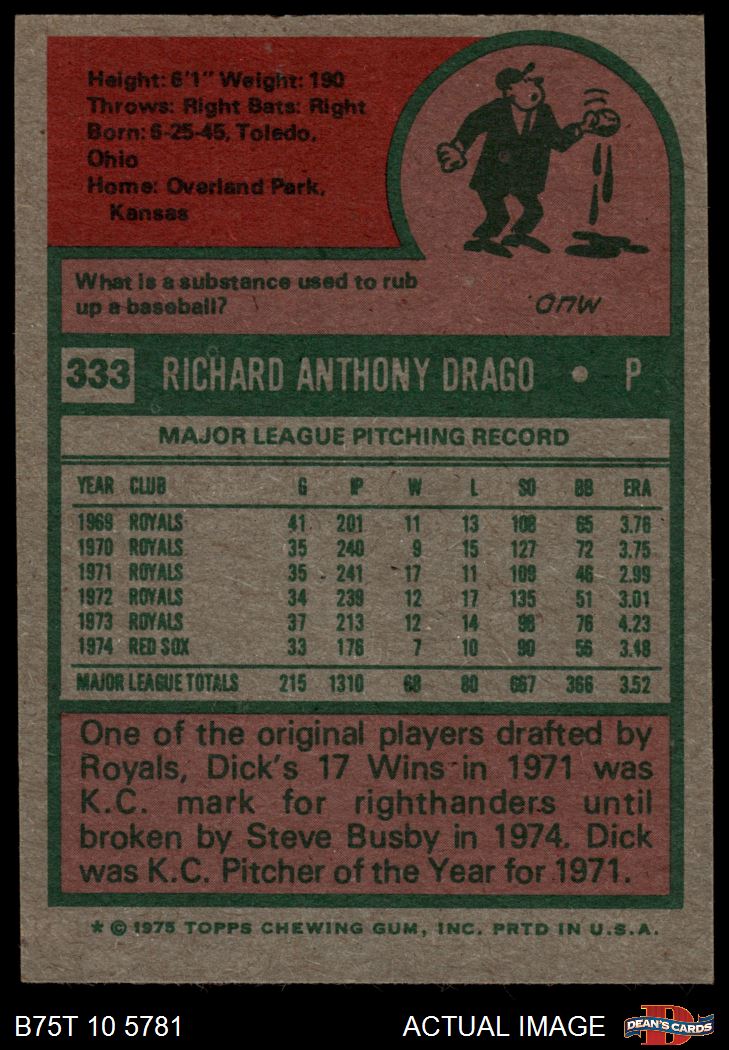 Height: 6'1" Weight: 190
Throws: Right Bats: Right
Born: 6-25-45, Toledo,
Ohio
Home: Overland Park,
Kansas
What is a substance used to rub
up a baseball?
MUD
333 RICHARD ANTHONY DRAGO • P
MAJOR LEAGUE PITCHING RECORD
YEAR CLUB G IP W L SO BB ERA
1969 ROYALS 41 201 11 13 108 65 3.76
1970 ROYALS 35 240 9 15 127 72 3.75
1971 ROYALS 35 241 17 11 109 46 2.99
1972 ROYALS 34 239 12 17 135 51 3.01
1973 ROYALS 37 213 12 14 98 76 4.23
1974 RED SOX 33 176 7 10 90 56 3.48
MAJOR LEAGUE TOTALS 215 1310 68 80 667 366 3.52
One of the original players drafted by
Royals, Dick's 17 Wins in 1971 was
K.C. mark for righthanders until
broken by Steve Busby in 1974. Dick
was K.C. Pitcher of the Year for 1971.
* © 1975 TOPPS CHEWING GUM, INC. PRTD IN U.S.A.
B75T 10 5781 ACTUAL IMAGE
D
DEAN'S CARDS